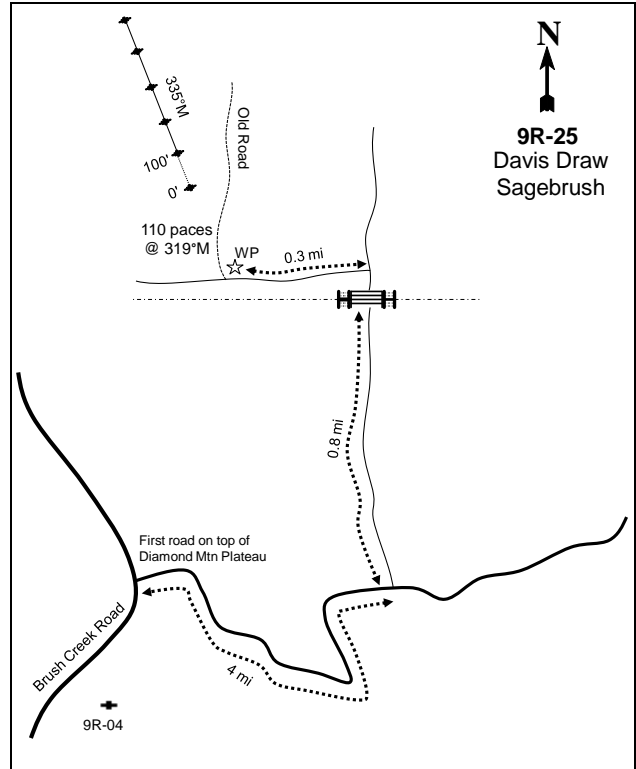 N
9R-25
Davis Draw
Sagebrush
335°M
100'
0'
Old Road
110 paces
@ 319°M
WP
0.3 mi
0.8 mi
First road on top of
Diamond Mtn Plateau
Brush Creek Road
4 mi
9R-04